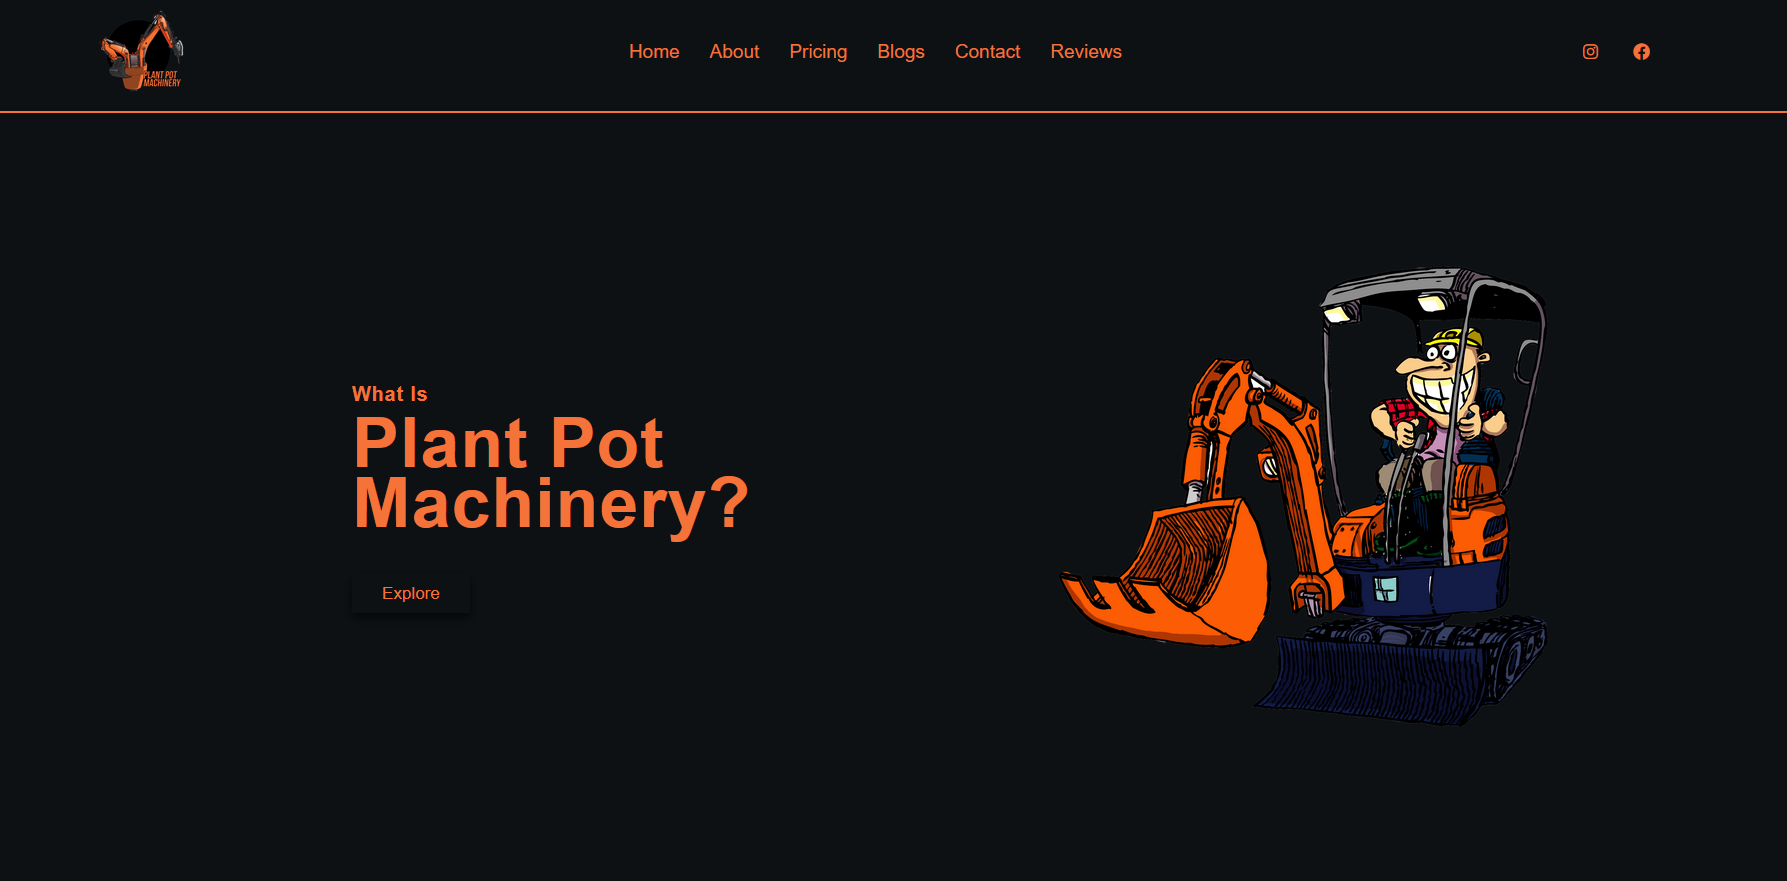 PLANT POT
MACHINERY
Home About Pricing Blogs Contact Reviews
What Is
Plant Pot
Machinery?
Explore